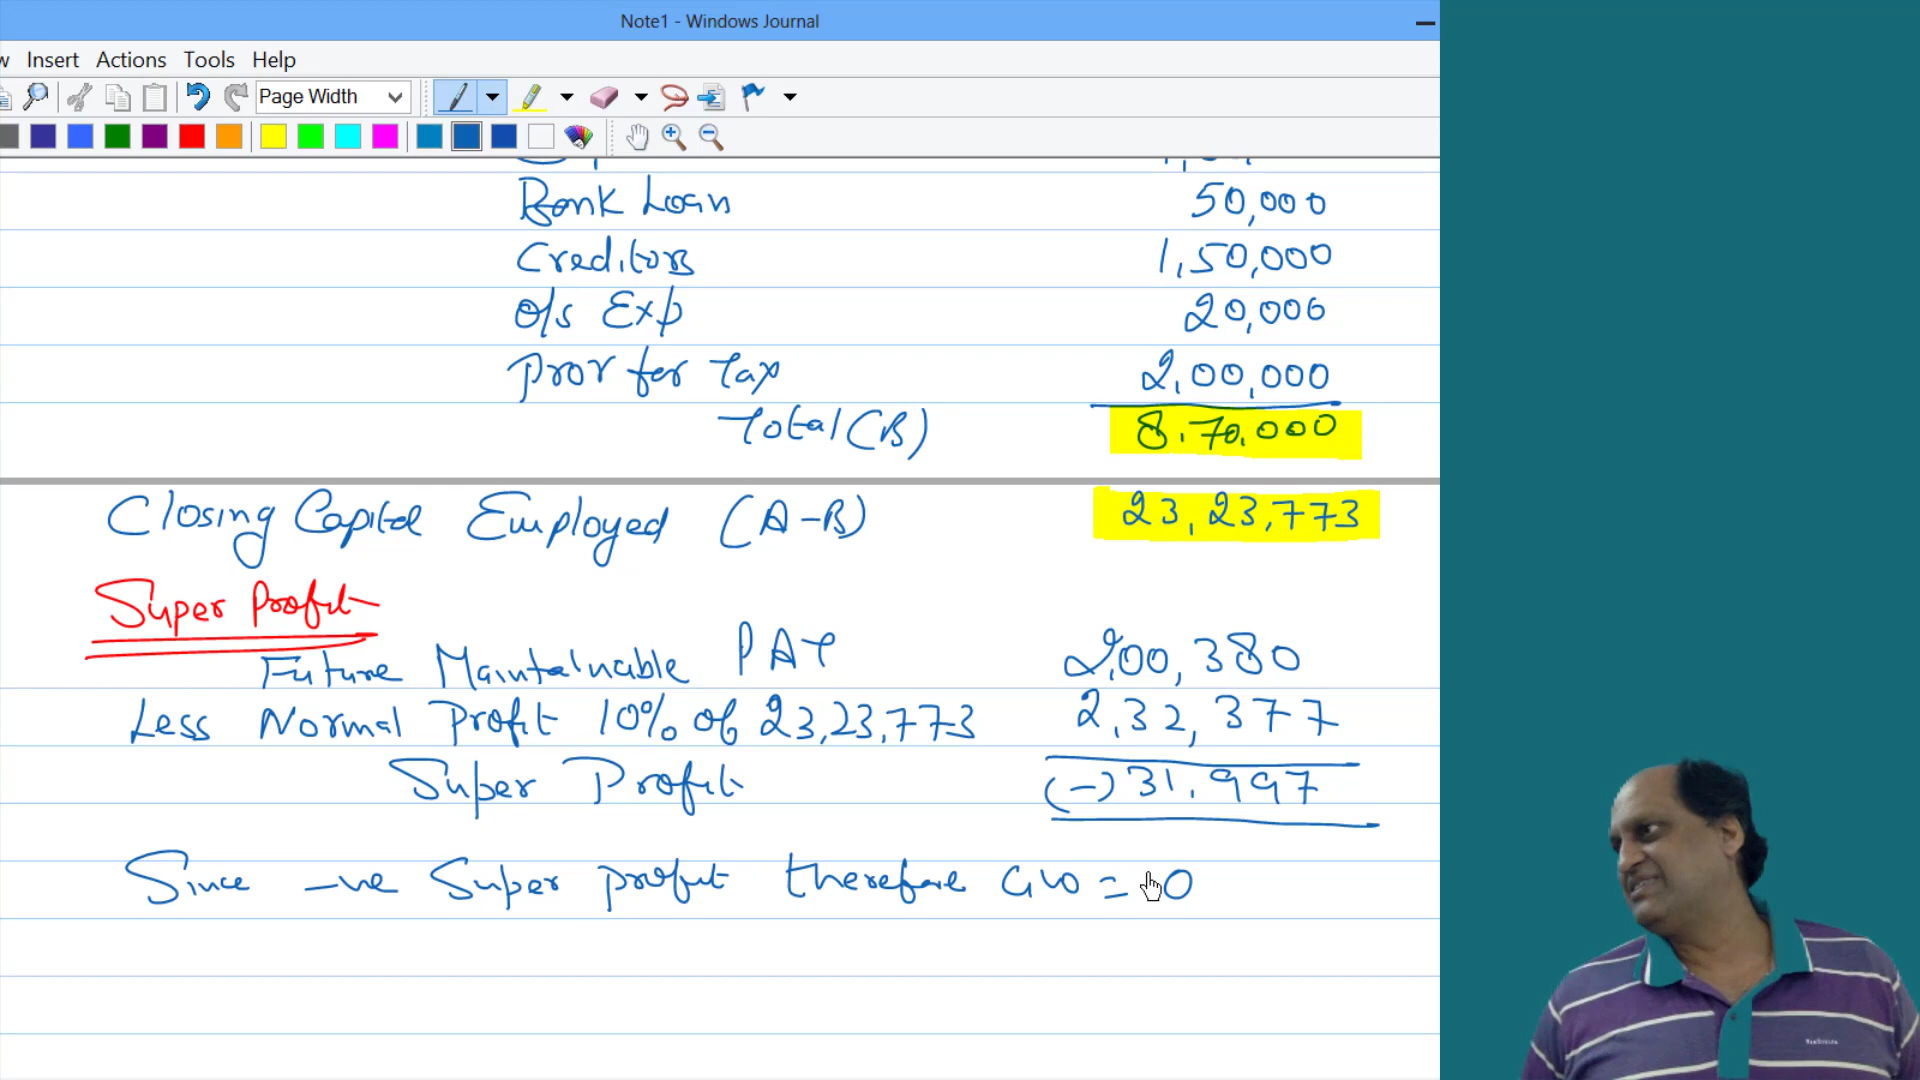 Note1 - Windows Journal
Insert Actions Tools Help
Page Width
Bank Loan 50,000
Creditors 1,50,000
o/s Exp 20,000
Prov for Tax 2,00,000
Total (B) 8,70,000
Closing Capital Employed (A-B) 23,23,773
Super Profit
Future Maintainable PAT 2,00,380
Less Normal Profit 10% of 23,23,773 2,32,377
Super Profit (-) 31,997
Since -ve Super profit therefore G/W = 0